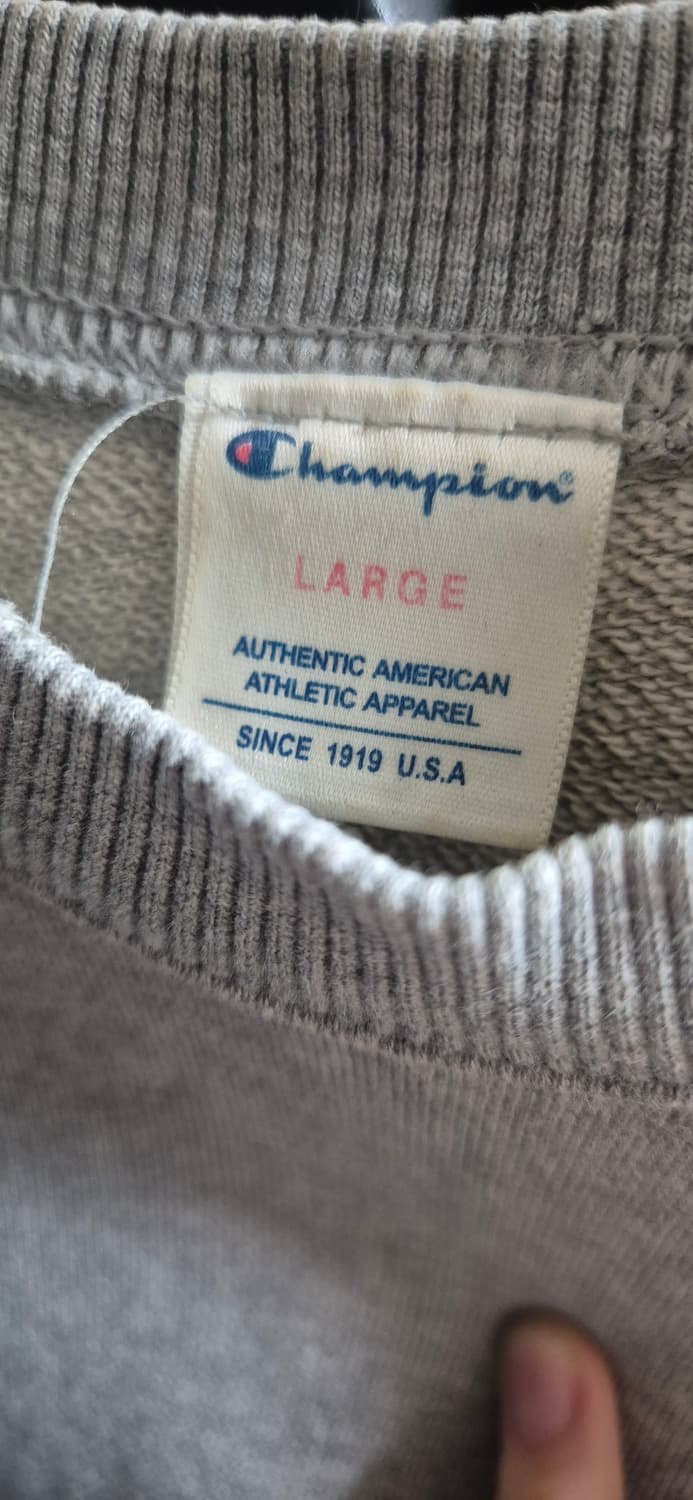 Champion®
LARGE
AUTHENTIC AMERICAN
ATHLETIC APPAREL
SINCE 1919 U.S.A